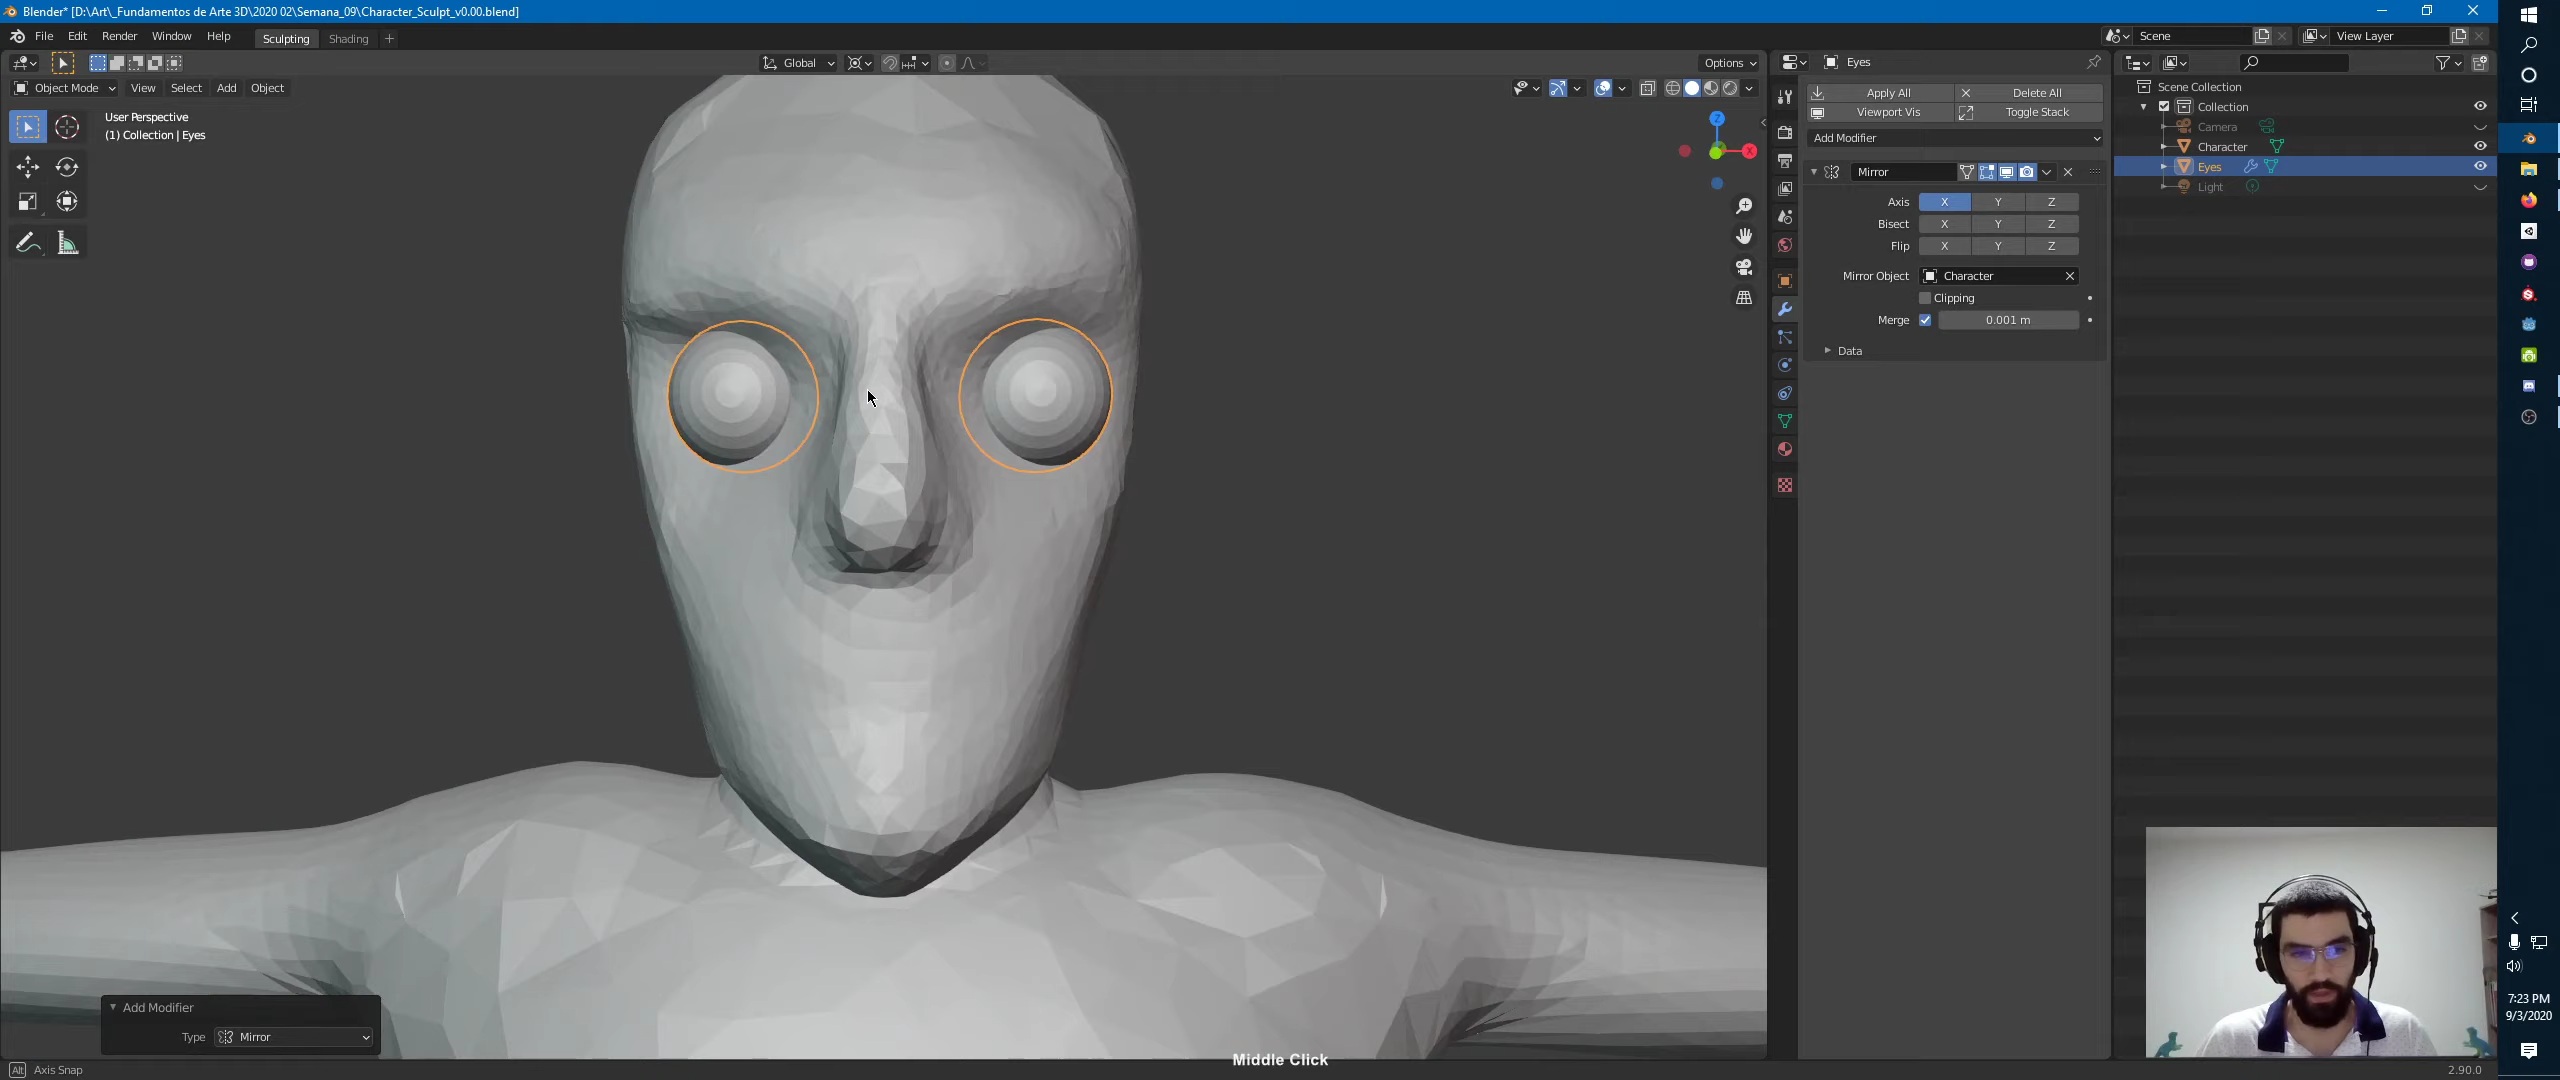 Blender* [D:\Art\_Fundamentos de Arte 3D\2020 02\Semana_09\Character_Sculpt_v0.00.blend]
File Edit Render Window Help Sculpting Shading +
Scene View Layer
Global Options
Eyes
Object Mode View Select Add Object
User Perspective
(1) Collection | Eyes
Z
X
Apply All Delete All
Viewport Vis Toggle Stack
Add Modifier
Mirror
Axis X Y Z
Bisect X Y Z
Flip X Y Z
Mirror Object Character
Clipping
Merge 0.001 m
Data
Scene Collection
Collection
Camera
Character
Eyes
Light
Add Modifier
Type Mirror
Middle Click
Alt Axis Snap
2.90.0
7:23 PM
9/3/2020